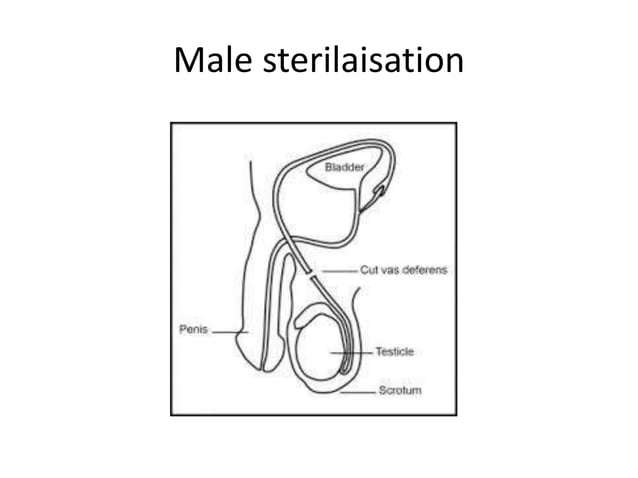 Male sterilaisation
Bladder
Cut vas deferens
Penis
Testicle
Scrotum